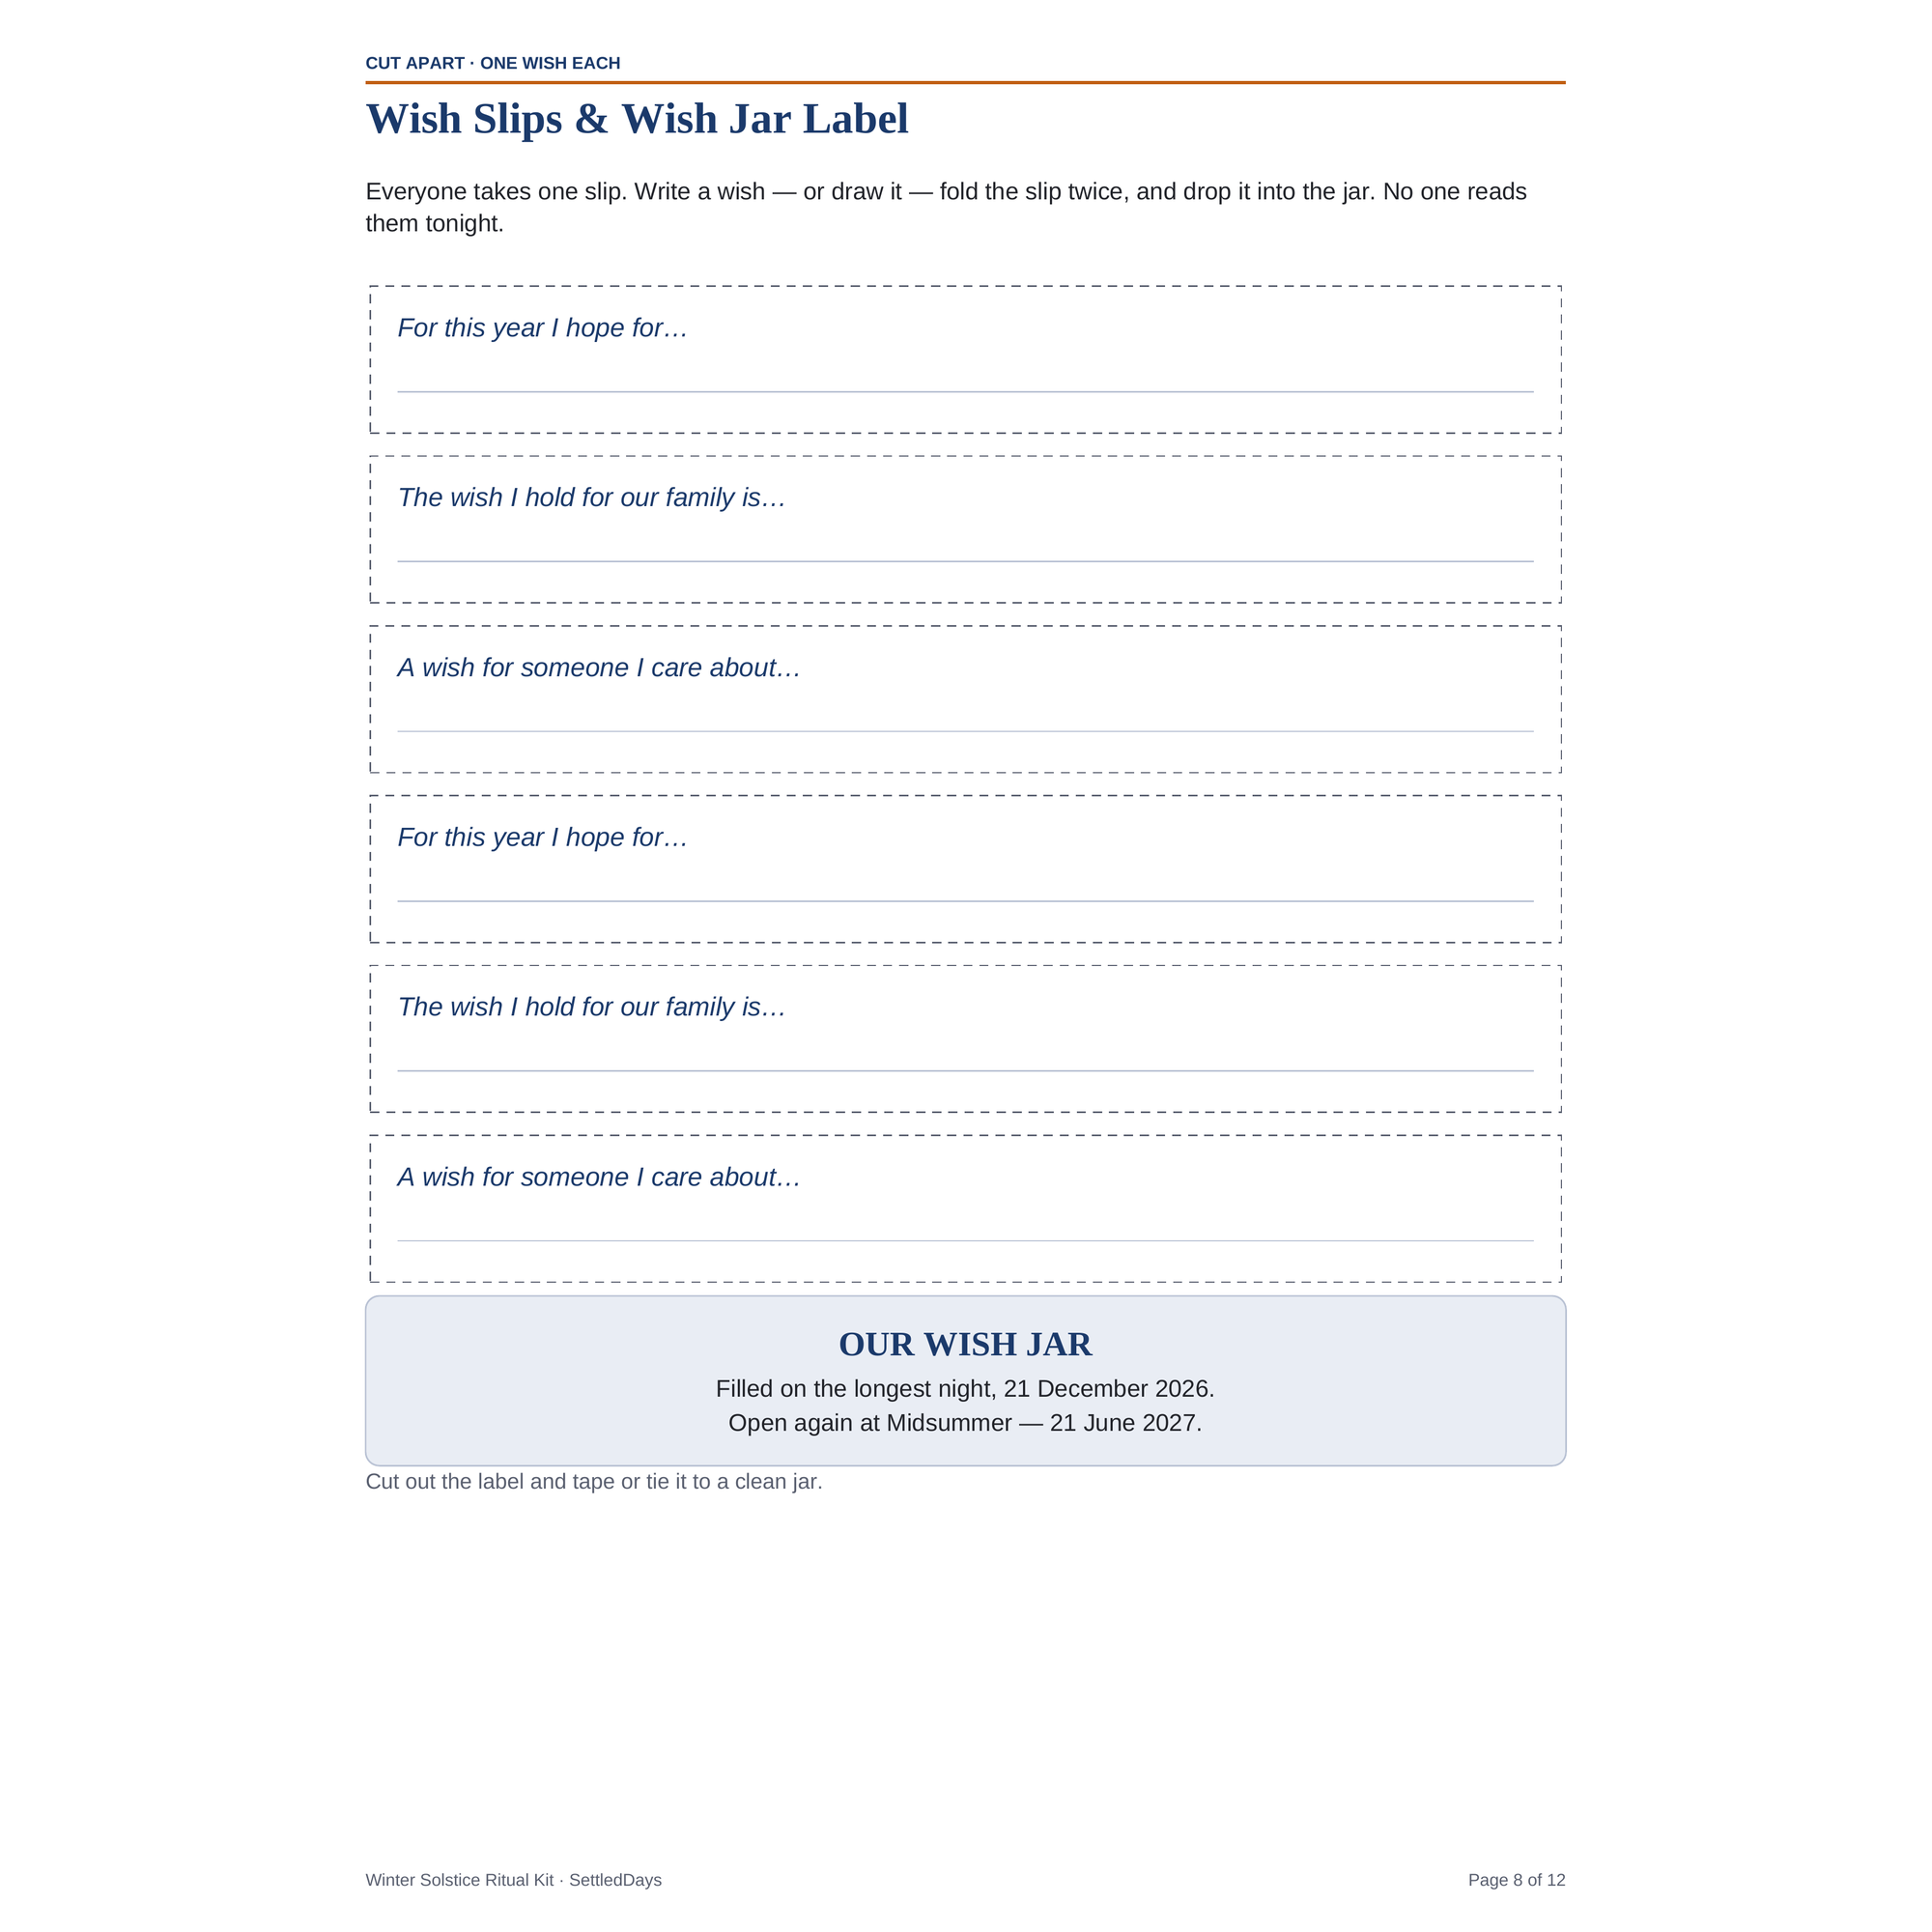 CUT APART · ONE WISH EACH
Wish Slips & Wish Jar Label
Everyone takes one slip. Write a wish — or draw it — fold the slip twice, and drop it into the jar. No one reads
them tonight.
For this year I hope for…
The wish I hold for our family is…
A wish for someone I care about…
For this year I hope for…
The wish I hold for our family is…
A wish for someone I care about…
OUR WISH JAR
Filled on the longest night, 21 December 2026.
Open again at Midsummer — 21 June 2027.
Cut out the label and tape or tie it to a clean jar.
Winter Solstice Ritual Kit · SettledDays
Page 8 of 12